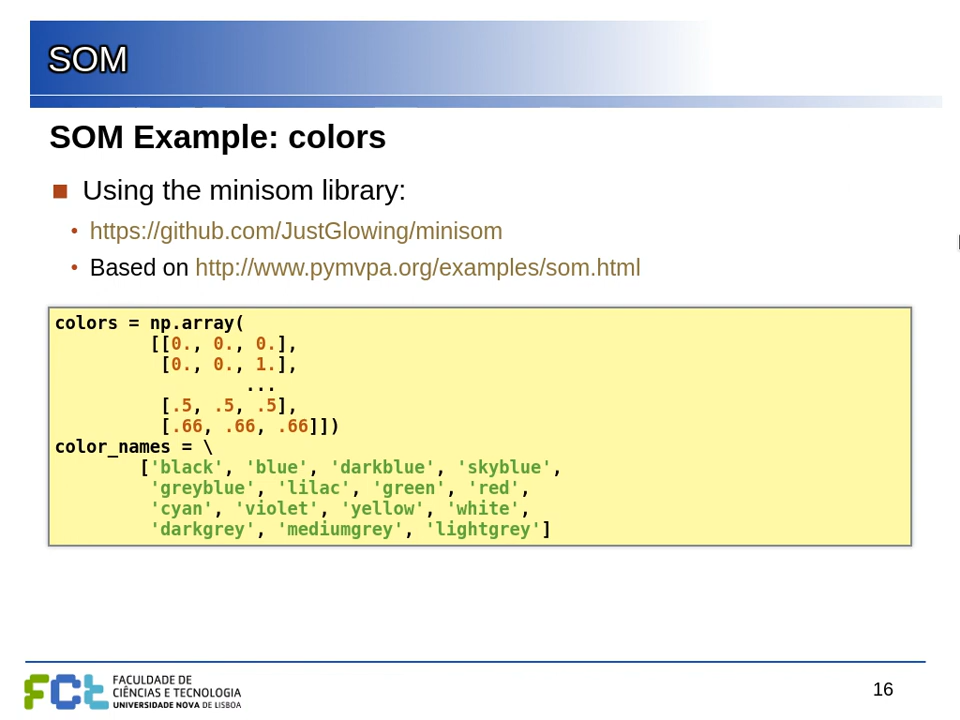 SOM
SOM Example: colors
Using the minisom library:
• https://github.com/JustGlowing/minisom
• Based on http://www.pymvpa.org/examples/som.html
colors = np.array(
         [[0., 0., 0.],
          [0., 0., 1.],
                  ...
          [.5, .5, .5],
          [.66, .66, .66]])
color_names = \
        ['black', 'blue', 'darkblue', 'skyblue',
         'greyblue', 'lilac', 'green', 'red',
         'cyan', 'violet', 'yellow', 'white',
         'darkgrey', 'mediumgrey', 'lightgrey']
FCt
FACULDADE DE
CIÊNCIAS E TECNOLOGIA
UNIVERSIDADE NOVA DE LISBOA
16